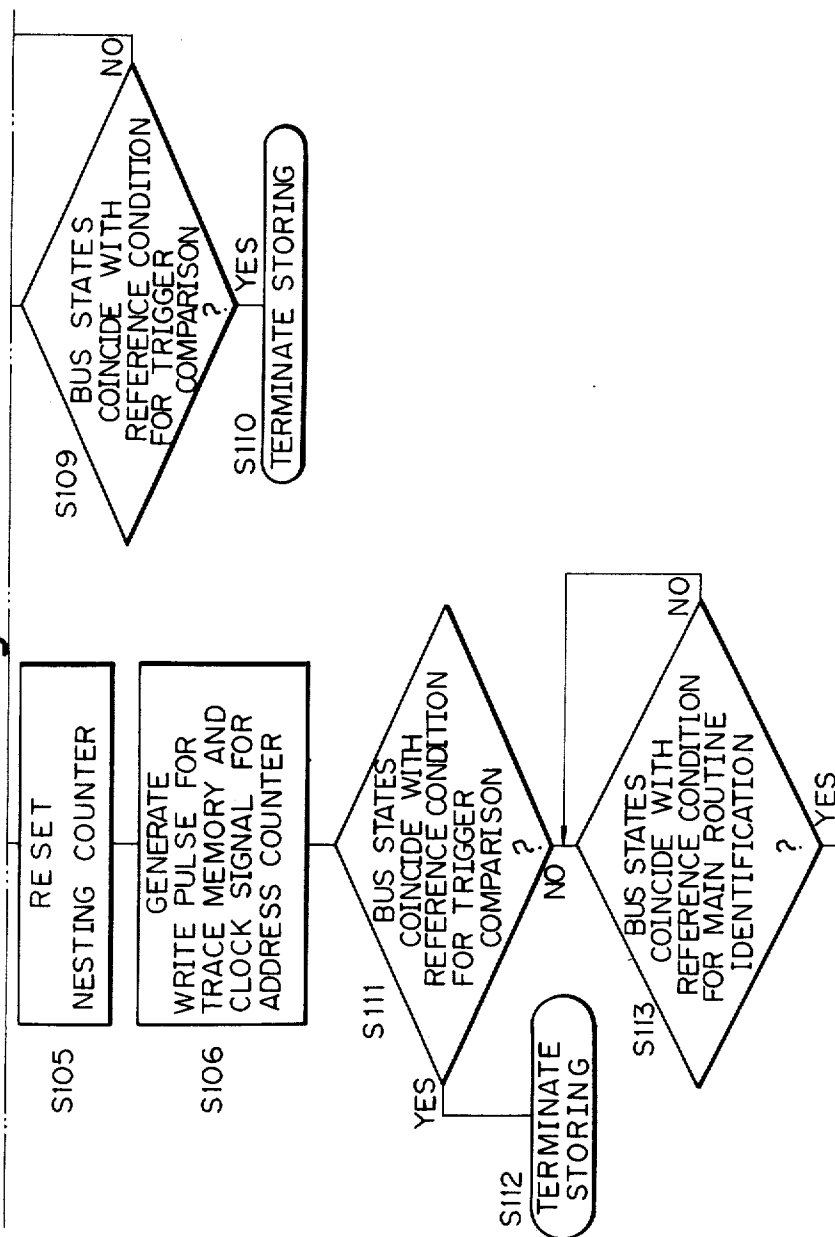 S105
RESET
NESTING COUNTER
S106
GENERATE
WRITE PULSE FOR
TRACE MEMORY AND
CLOCK SIGNAL FOR
ADDRESS COUNTER
S111
BUS STATES
COINCIDE WITH
REFERENCE CONDITION
FOR TRIGGER
COMPARISON
?
YES
NO
S112
TERMINATE
STORING
S113
BUS STATES
COINCIDE WITH
REFERENCE CONDITION
FOR MAIN ROUTINE
IDENTIFICATION
?
NO
YES
S109
BUS STATES
COINCIDE WITH
REFERENCE CONDITION
FOR TRIGGER
COMPARISON
?
NO
YES
S110
TERMINATE STORING